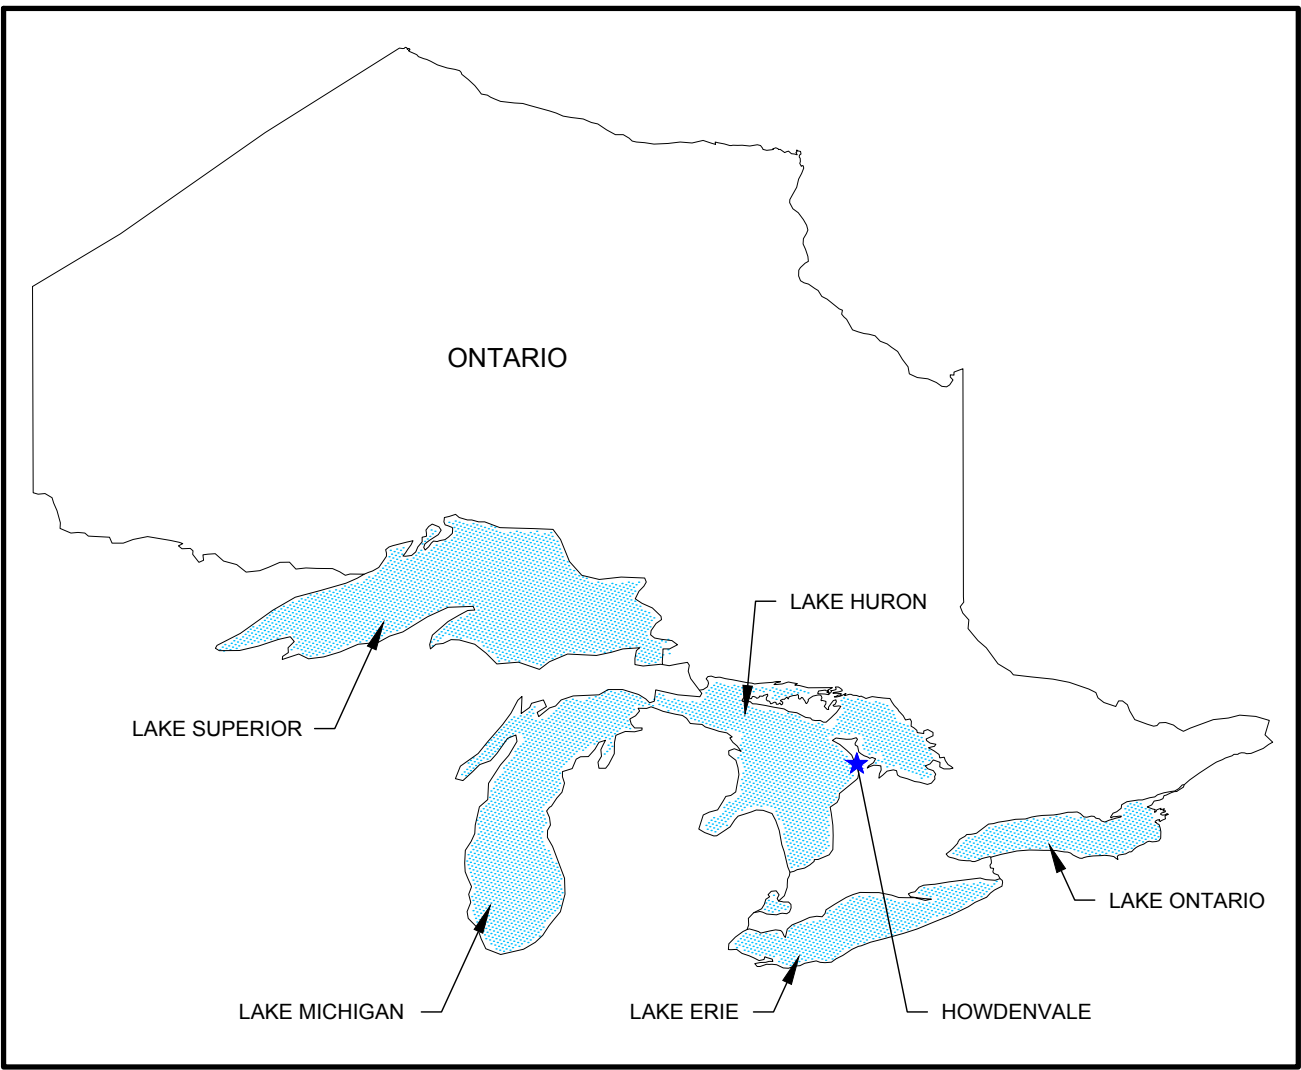 ONTARIO
LAKE HURON
LAKE SUPERIOR
LAKE ONTARIO
LAKE MICHIGAN
LAKE ERIE
HOWDENVALE